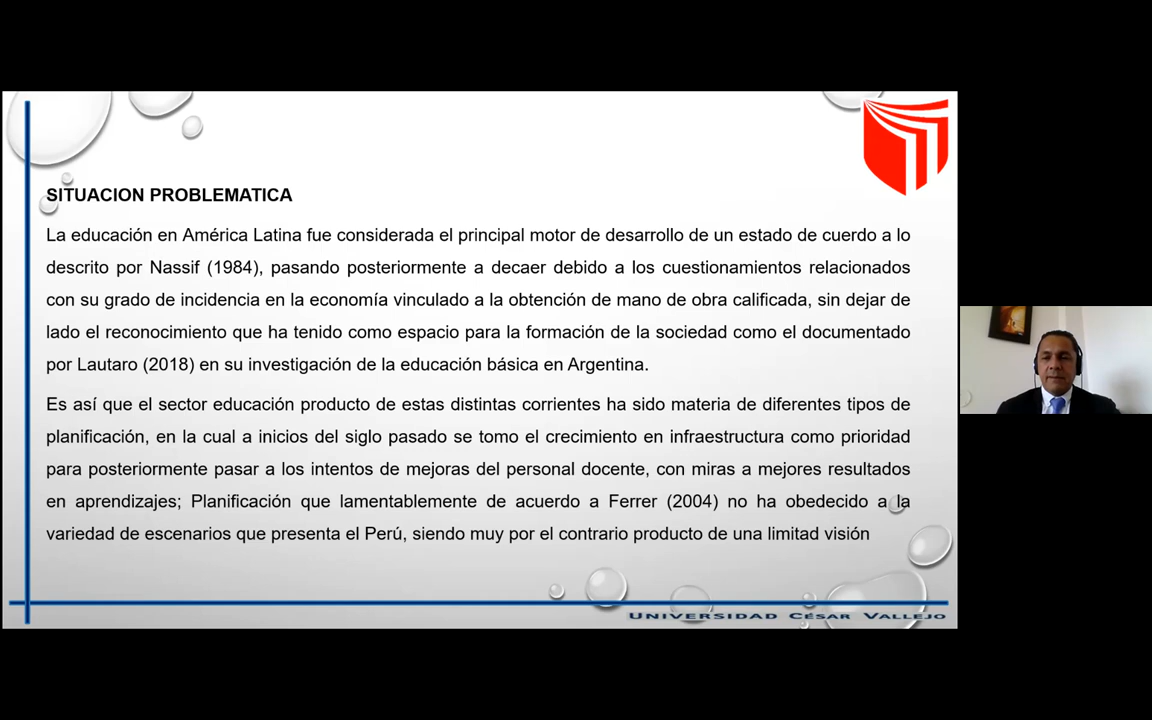 SITUACION PROBLEMATICA
La educación en América Latina fue considerada el principal motor de desarrollo de un estado de cuerdo a lo
descrito por Nassif (1984), pasando posteriormente a decaer debido a los cuestionamientos relacionados
con su grado de incidencia en la economía vinculado a la obtención de mano de obra calificada, sin dejar de
lado el reconocimiento que ha tenido como espacio para la formación de la sociedad como el documentado
por Lautaro (2018) en su investigación de la educación básica en Argentina.
Es así que el sector educación producto de estas distintas corrientes ha sido materia de diferentes tipos de
planificación, en la cual a inicios del siglo pasado se tomo el crecimiento en infraestructura como prioridad
para posteriormente pasar a los intentos de mejoras del personal docente, con miras a mejores resultados
en aprendizajes; Planificación que lamentablemente de acuerdo a Ferrer (2004) no ha obedecido a la
variedad de escenarios que presenta el Perú, siendo muy por el contrario producto de una limitad visión
UNIVERSIDAD CÉSAR VALLEJO